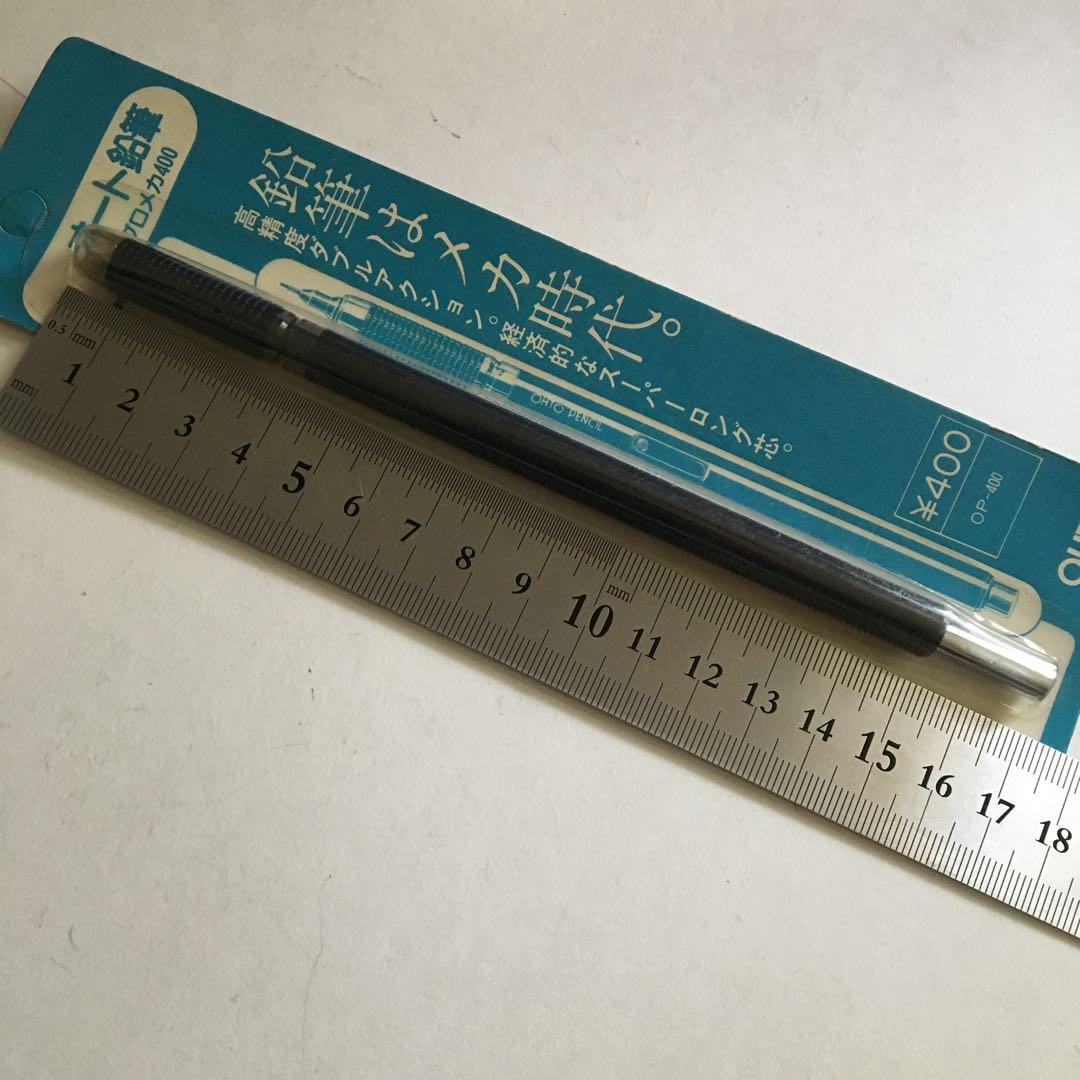 オート鉛筆
プロメカ400
鉛筆はメカ時代。
高精度ダブルアクション。経済的なスーパーロング芯。
OHTO PENCIL
¥400
OP-400
0.5 mm
mm
1 2 3 4 5 6 7 8 9 10 11 12 13 14 15 16 17 18
mm